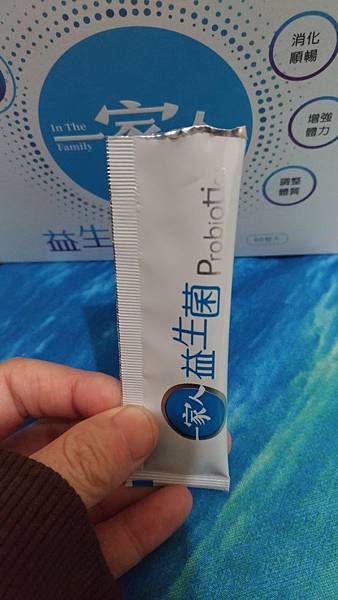 消化
順暢
In The
Family
一家人
增強
體力
調整
體質
益生
Probiotic
益生菌
一家人